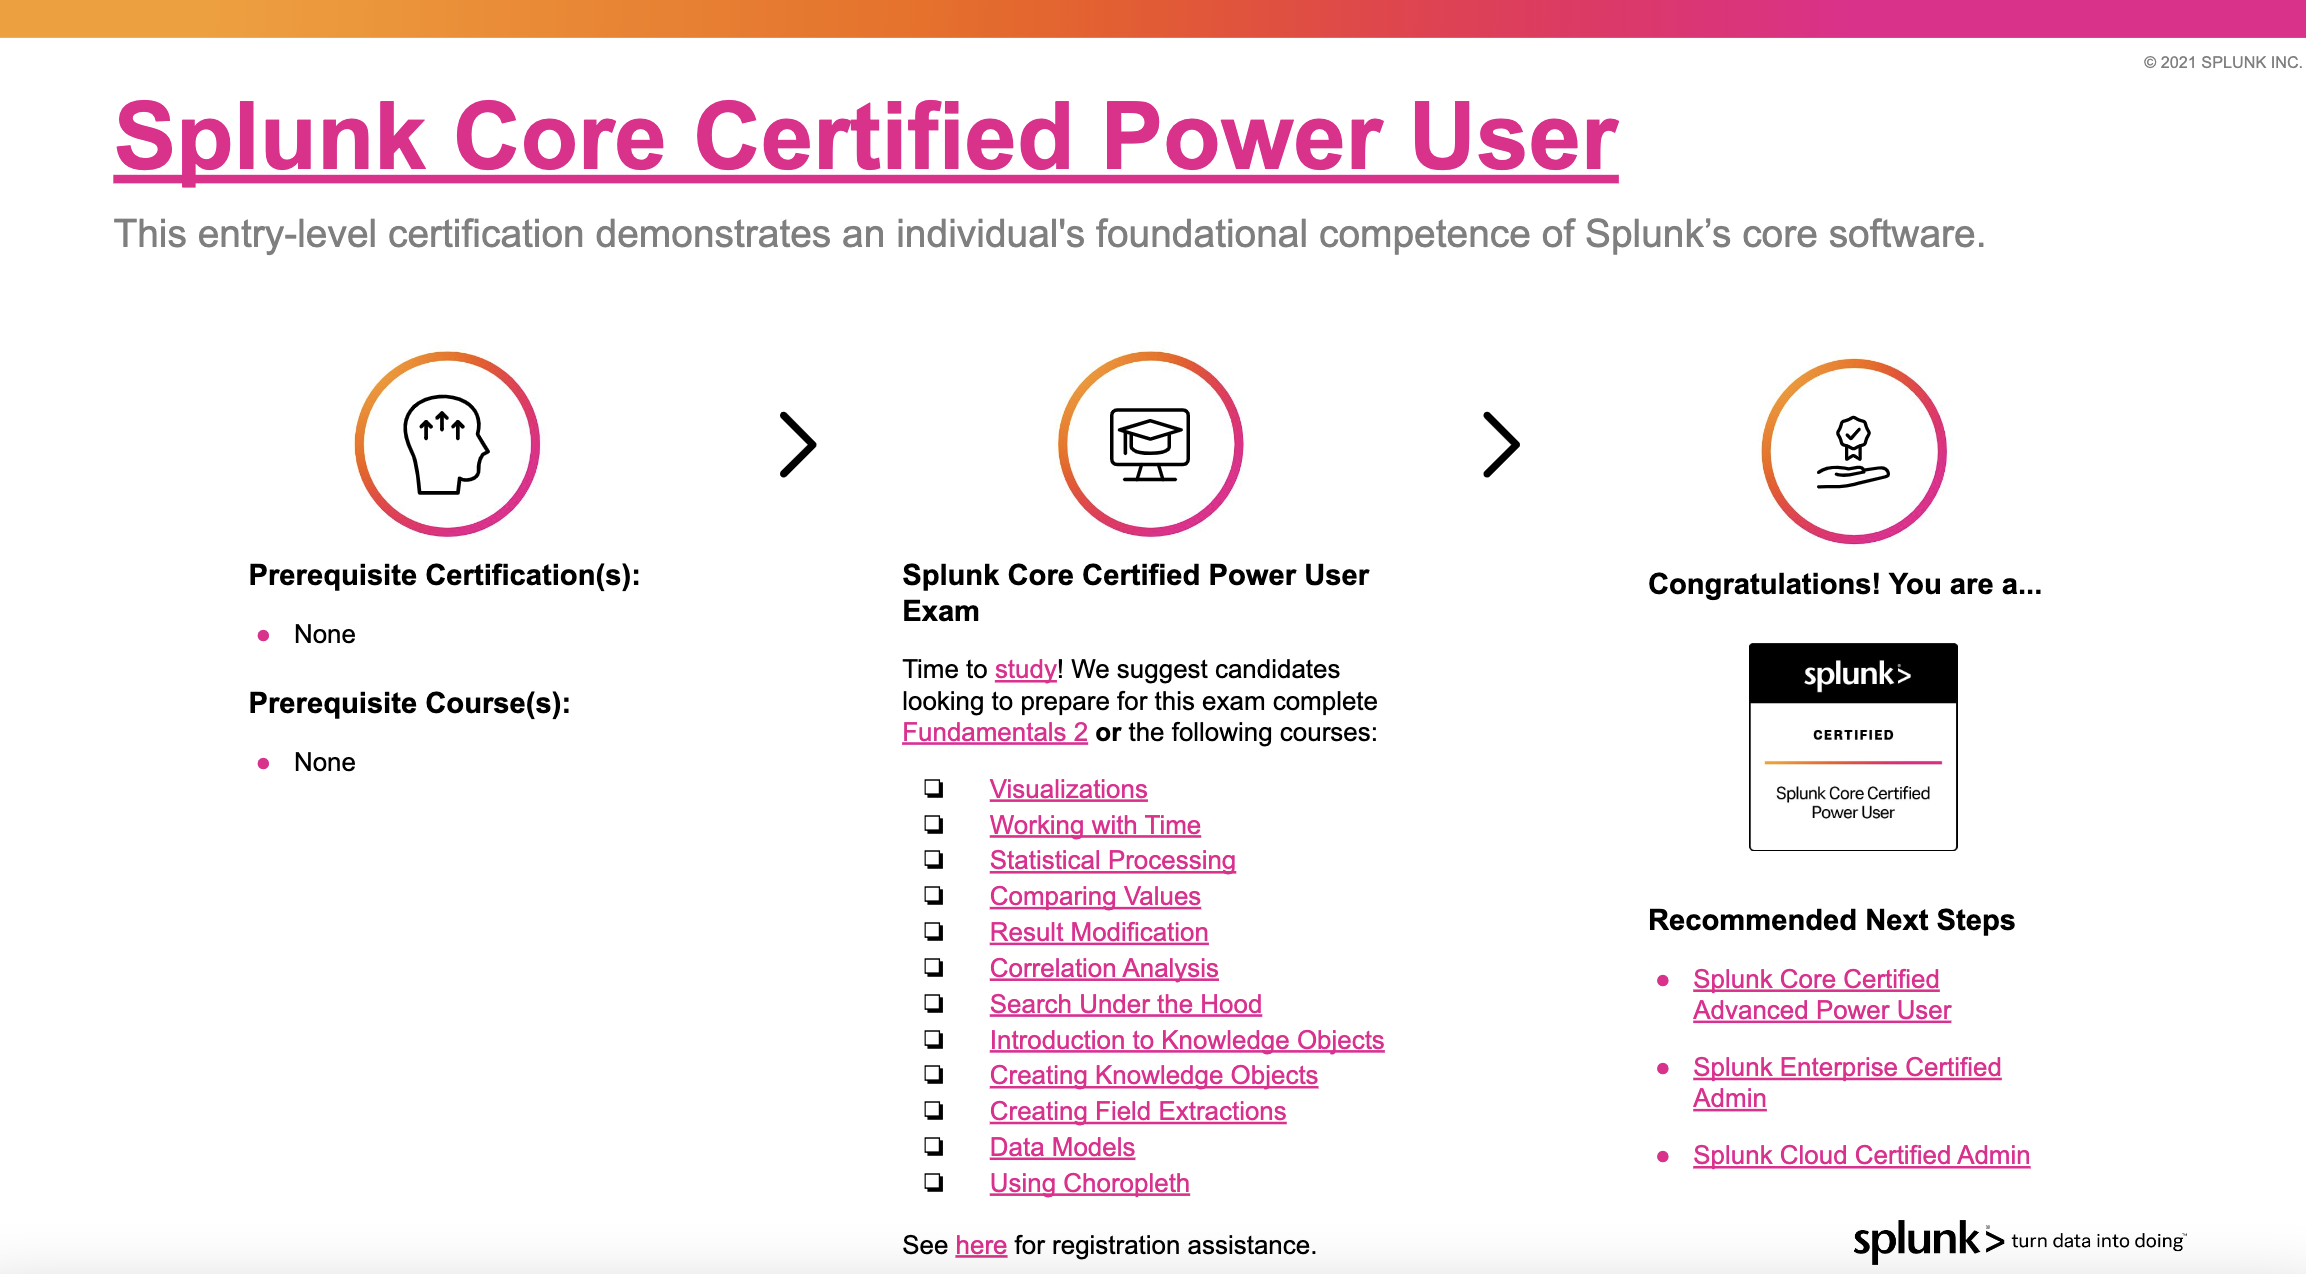 © 2021 SPLUNK INC.
Splunk Core Certified Power User
This entry-level certification demonstrates an individual's foundational competence of Splunk’s core software.
Prerequisite Certification(s):
None
Prerequisite Course(s):
None
Splunk Core Certified Power User
Exam
Time to study! We suggest candidates
looking to prepare for this exam complete
Fundamentals 2 or the following courses:
Visualizations
Working with Time
Statistical Processing
Comparing Values
Result Modification
Correlation Analysis
Search Under the Hood
Introduction to Knowledge Objects
Creating Knowledge Objects
Creating Field Extractions
Data Models
Using Choropleth
See here for registration assistance.
Congratulations! You are a...
splunk>
CERTIFIED
Splunk Core Certified
Power User
Recommended Next Steps
Splunk Core Certified
Advanced Power User
Splunk Enterprise Certified
Admin
Splunk Cloud Certified Admin
splunk> turn data into doing™